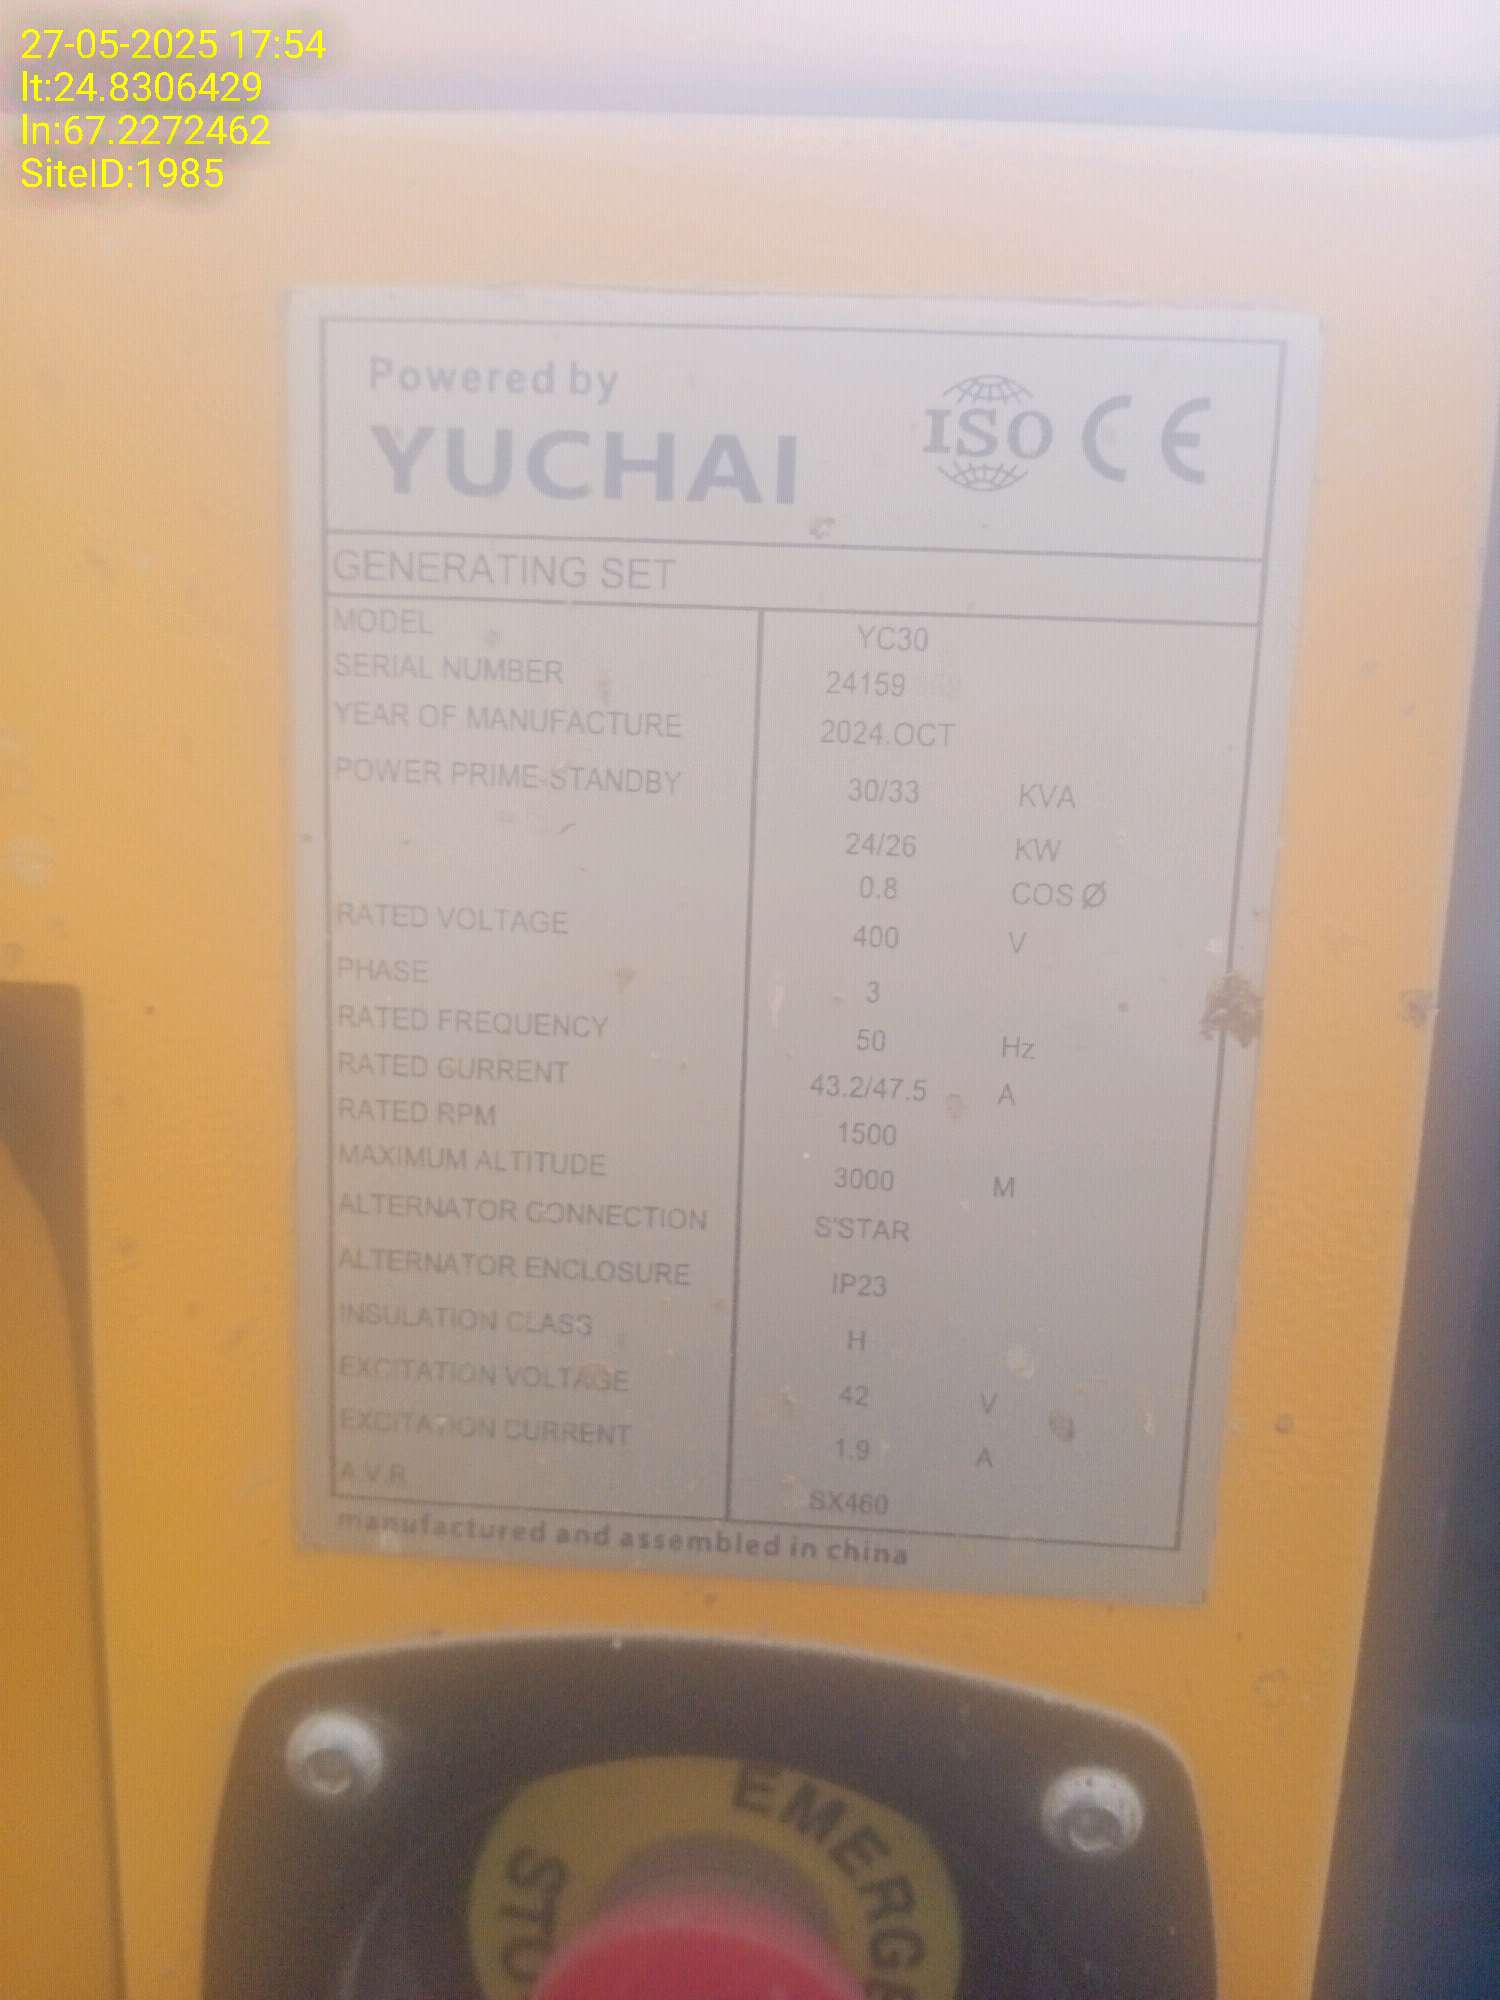 27-05-2025 17:54
lt:24.8306429
ln:67.2272462
SiteID:1985
Powered by
YUCHAI
ISO CE
GENERATING SET
MODEL YC30
SERIAL NUMBER 24159
YEAR OF MANUFACTURE 2024.OCT
POWER PRIME-STANDBY 30/33 KVA
24/26 KW
0.8 COS Ø
RATED VOLTAGE 400 V
PHASE 3
RATED FREQUENCY 50 Hz
RATED GURRENT 43.2/47.5 A
RATED RPM 1500
MAXIMUM ALTITUDE 3000 M
ALTERNATOR CONNECTION S'STAR
ALTERNATOR ENCLOSURE IP23
INSULATION CLASS H
EXCITATION VOLTAGE 42 V
EXCITATION CURRENT 1.9 A
A.V.R SX460
manufactured and assembled in china
EMERGE
STO